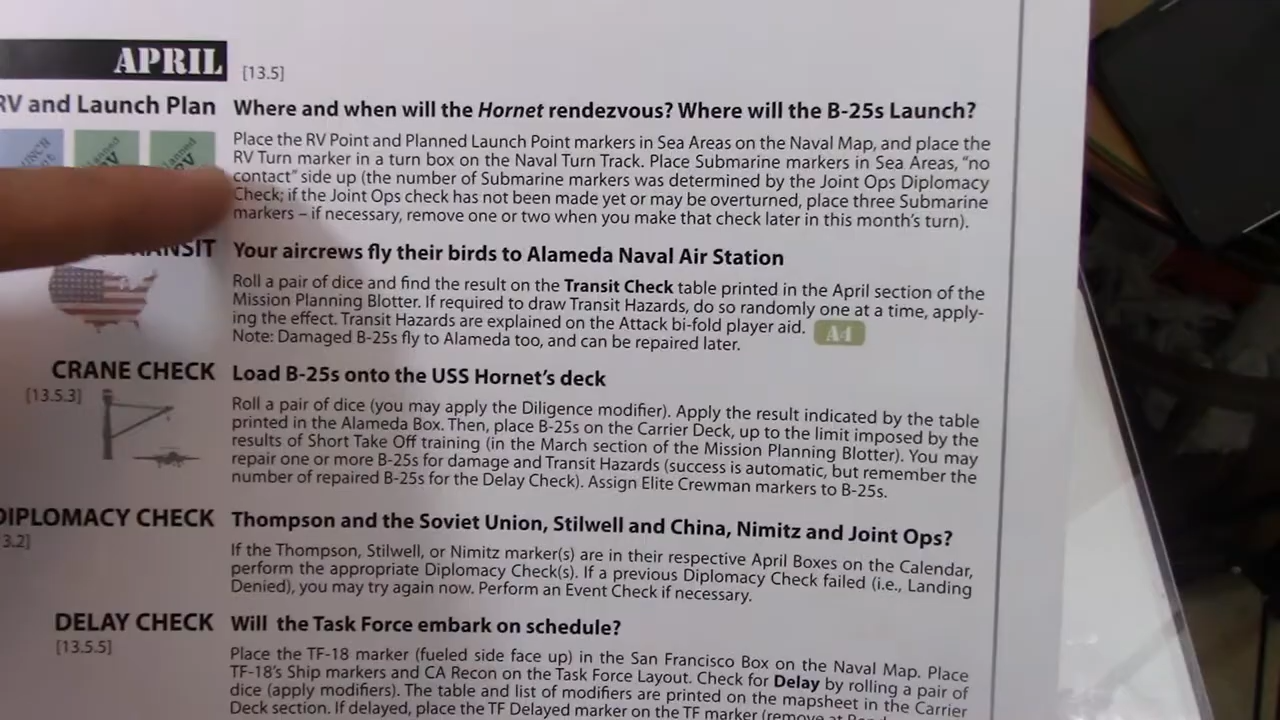 APRIL [13.5]
RV and Launch Plan
Where and when will the Hornet rendezvous? Where will the B-25s Launch?
Place the RV Point and Planned Launch Point markers in Sea Areas on the Naval Map, and place the
RV Turn marker in a turn box on the Naval Turn Track. Place Submarine markers in Sea Areas, “no
contact” side up (the number of Submarine markers was determined by the Joint Ops Diplomacy
Check; if the Joint Ops check has not been made yet or may be overturned, place three Submarine
markers – if necessary, remove one or two when you make that check later in this month's turn).
TRANSIT
Your aircrews fly their birds to Alameda Naval Air Station
Roll a pair of dice and find the result on the Transit Check table printed in the April section of the
Mission Planning Blotter. If required to draw Transit Hazards, do so randomly one at a time, apply-
ing the effect. Transit Hazards are explained on the Attack bi-fold player aid. A4
Note: Damaged B-25s fly to Alameda too, and can be repaired later.
CRANE CHECK
[13.5.3]
Load B-25s onto the USS Hornet's deck
Roll a pair of dice (you may apply the Diligence modifier). Apply the result indicated by the table
printed in the Alameda Box. Then, place B-25s on the Carrier Deck, up to the limit imposed by the
results of Short Take Off training (in the March section of the Mission Planning Blotter). You may
repair one or more B-25s for damage and Transit Hazards (success is automatic, but remember the
number of repaired B-25s for the Delay Check). Assign Elite Crewman markers to B-25s.
DIPLOMACY CHECK
3.2]
Thompson and the Soviet Union, Stilwell and China, Nimitz and Joint Ops?
If the Thompson, Stilwell, or Nimitz marker(s) are in their respective April Boxes on the Calendar,
perform the appropriate Diplomacy Check(s). If a previous Diplomacy Check failed (i.e., Landing
Denied), you may try again now. Perform an Event Check if necessary.
DELAY CHECK
[13.5.5]
Will the Task Force embark on schedule?
Place the TF-18 marker (fueled side face up) in the San Francisco Box on the Naval Map. Place
TF-18's Ship markers and CA Recon on the Task Force Layout. Check for Delay by rolling a pair of
dice (apply modifiers). The table and list of modifiers are printed on the mapsheet in the Carrier
Deck section. If delayed, place the TF Delayed marker on the TF marker (remove at